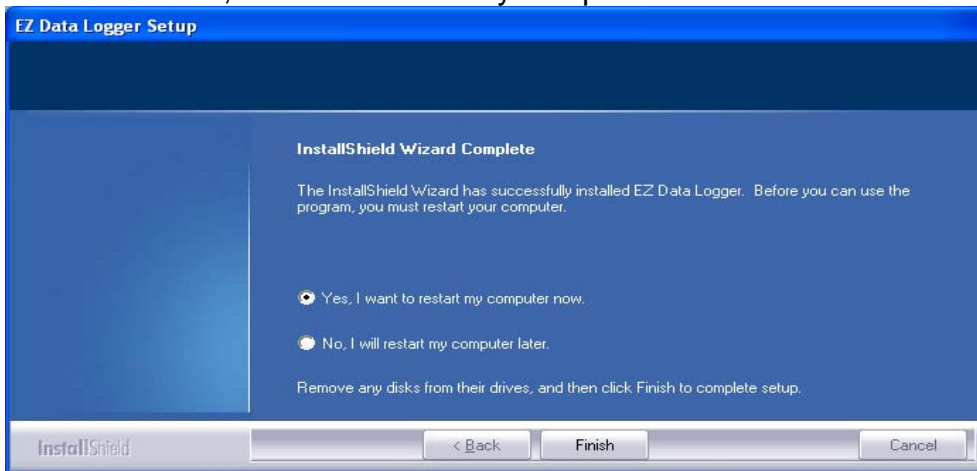 EZ Data Logger Setup
InstallShield Wizard Complete
The InstallShield Wizard has successfully installed EZ Data Logger. Before you can use the
program, you must restart your computer.
Yes, I want to restart my computer now.
No, I will restart my computer later.
Remove any disks from their drives, and then click Finish to complete setup.
InstallShield
< Back
Finish
Cancel